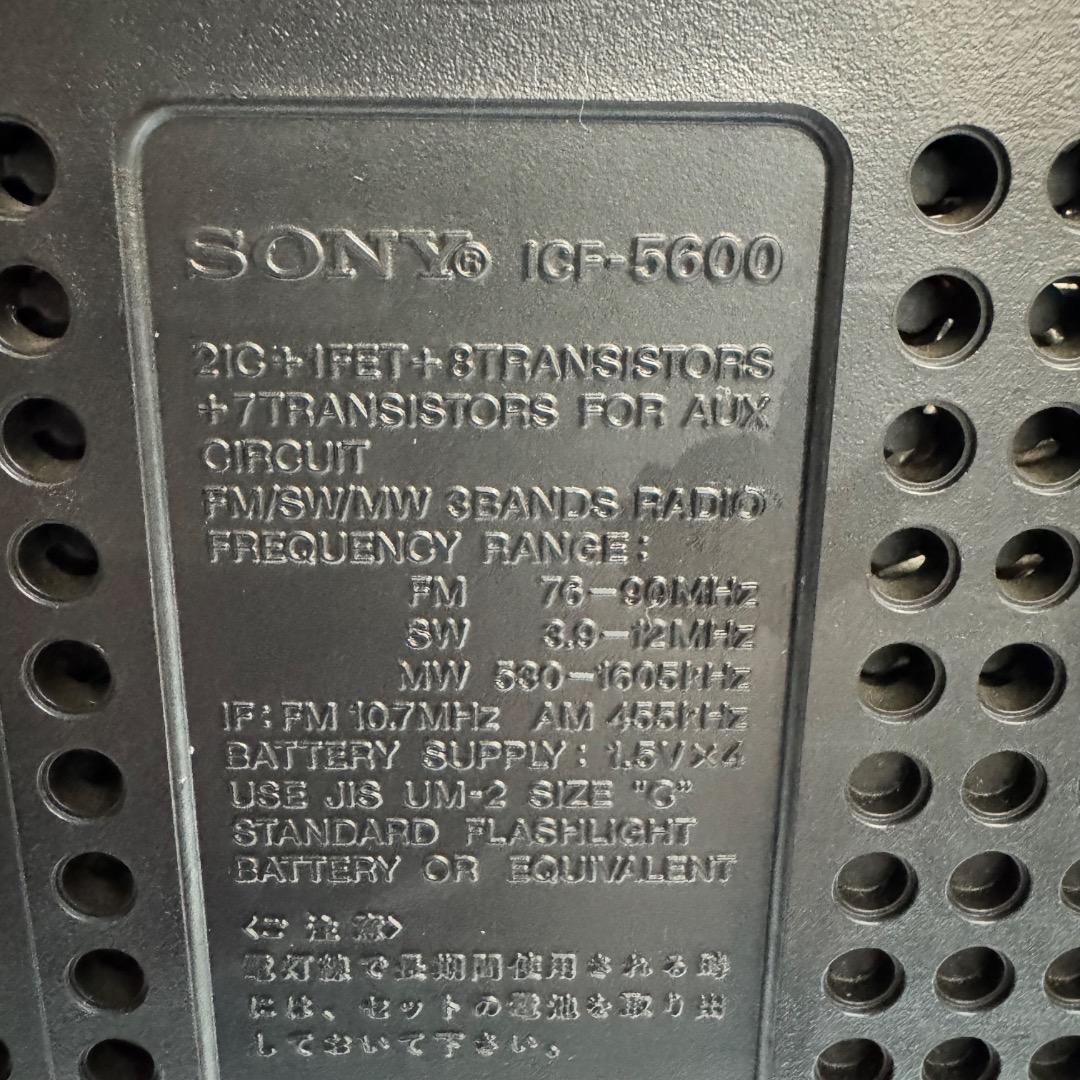 SONY® ICF-5600
2IC+1FET+8TRANSISTORS
+7TRANSISTORS FOR AUX
CIRCUIT
FM/SW/MW 3BANDS RADIO
FREQUENCY RANGE:
FM 76-90MHz
SW 3.9-12MHz
MW 530-1605kHz
IF: FM 10.7MHz AM 455kHz
BATTERY SUPPLY: 1.5V×4
USE JIS UM-2 SIZE "C"
STANDARD FLASHLIGHT
BATTERY OR EQUIVALENT
〈ご注意〉
電灯線で長期間使用される時
には、セットの電池を取り出
しておいて下さい。